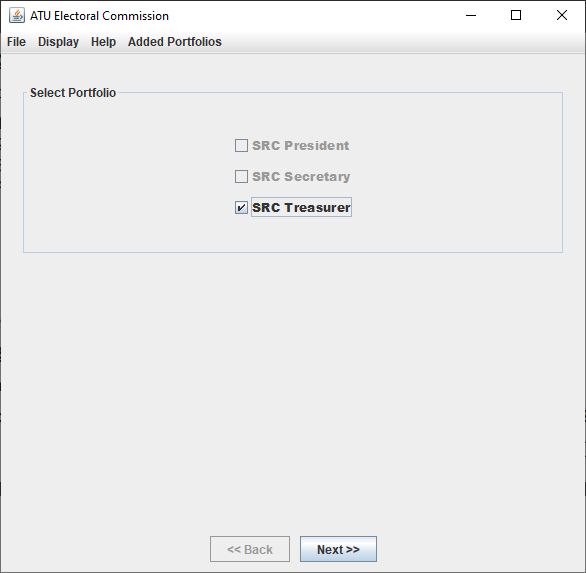 ATU Electoral Commission
File Display Help Added Portfolios
Select Portfolio
SRC President
SRC Secretary
SRC Treasurer
<< Back Next >>